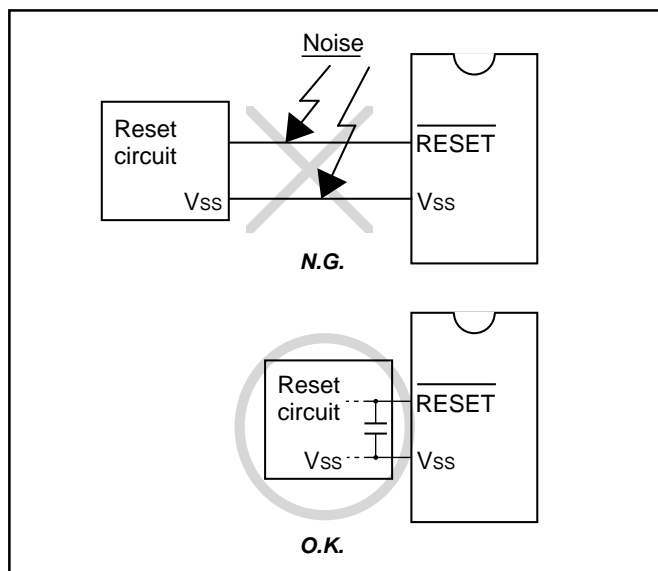 Noise
Reset
circuit
RESET
VSS
VSS
N.G.
Reset
circuit
RESET
VSS
VSS
O.K.